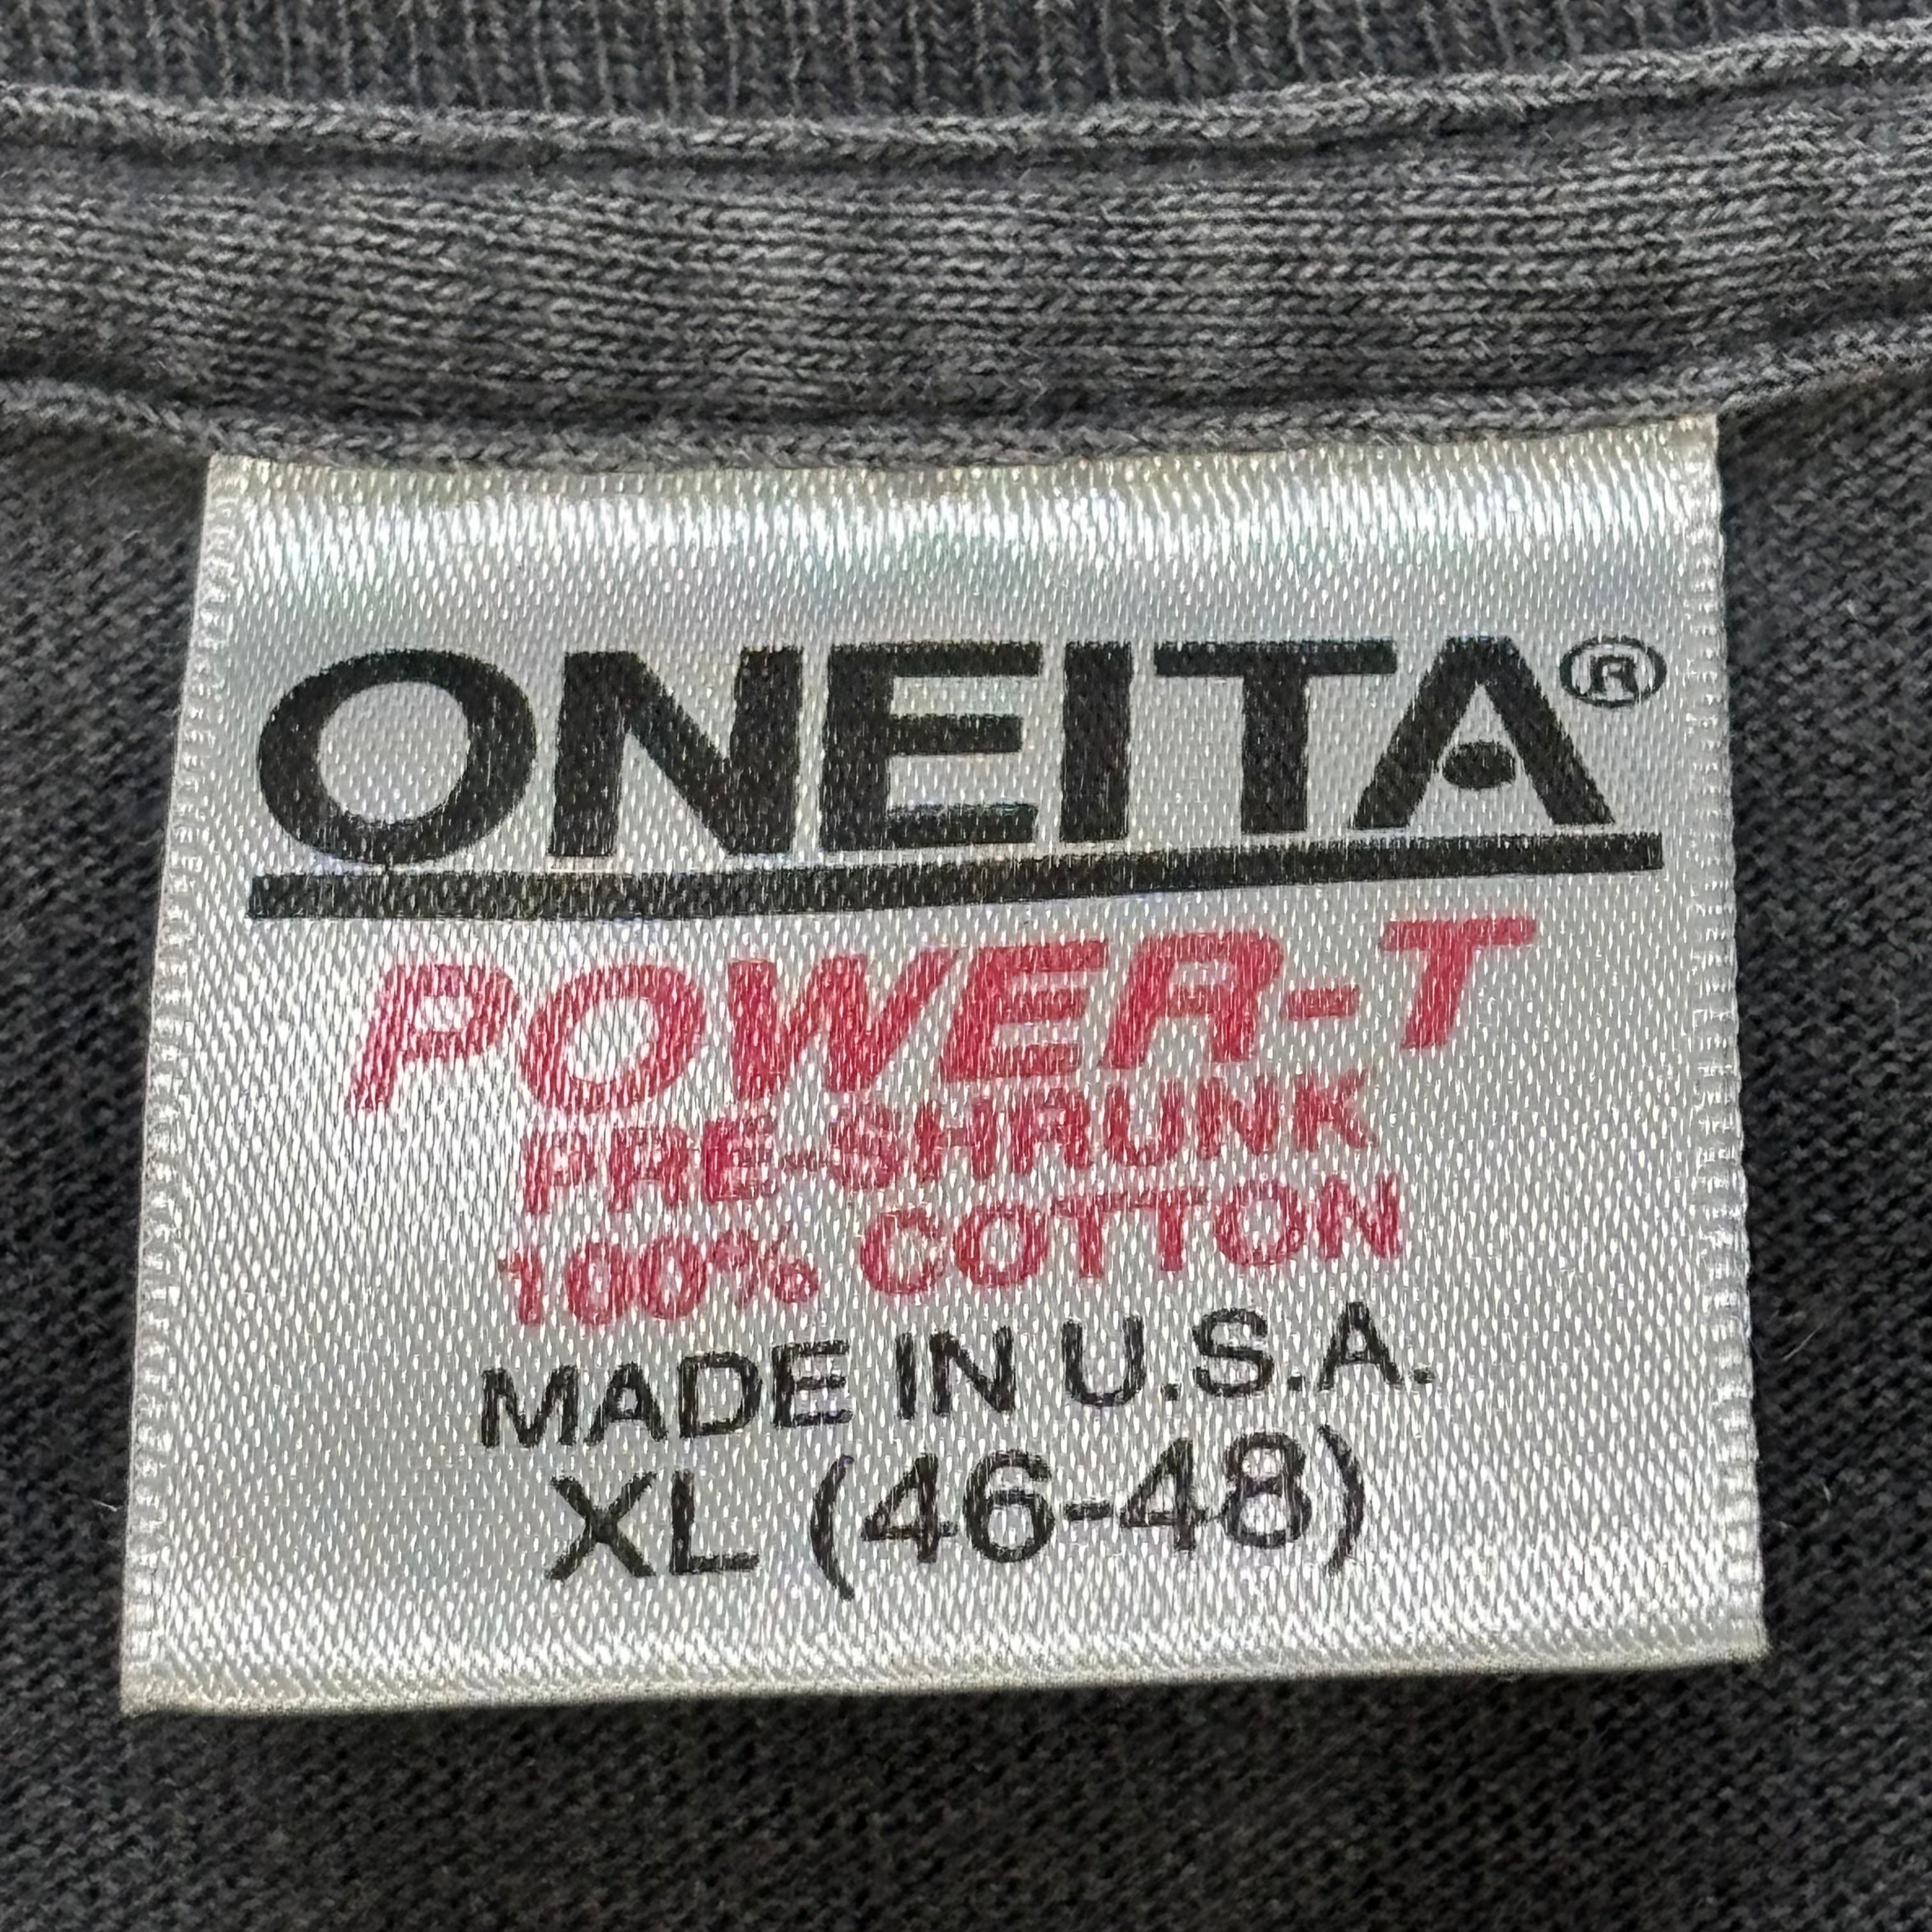 ONEITA®
POWER-T
PRE-SHRUNK
100% COTTON
MADE IN U.S.A.
XL (46-48)